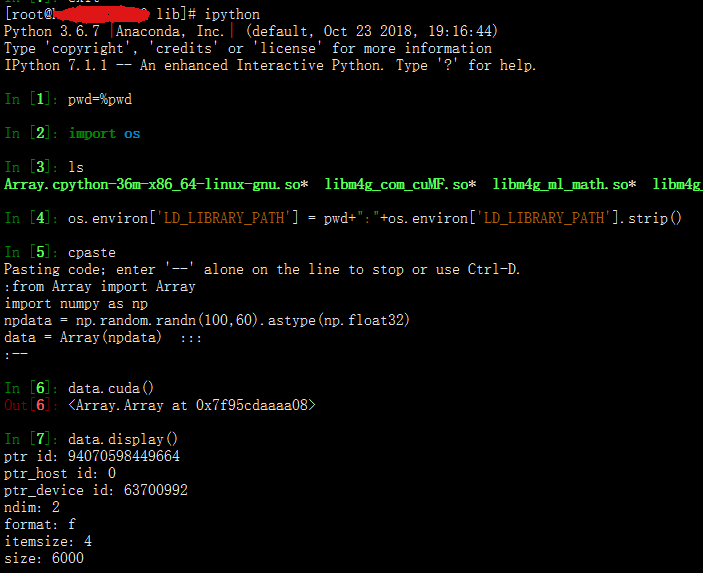 [root@h lib]# ipython
Python 3.6.7 |Anaconda, Inc.| (default, Oct 23 2018, 19:16:44)
Type 'copyright', 'credits' or 'license' for more information
IPython 7.1.1 -- An enhanced Interactive Python. Type '?' for help.
In [1]: pwd=%pwd
In [2]: import os
In [3]: ls
Array.cpython-36m-x86_64-linux-gnu.so* libm4g_com_cuMF.so* libm4g_ml_math.so* libm4g_
In [4]: os.environ['LD_LIBRARY_PATH'] = pwd+":"+os.environ['LD_LIBRARY_PATH'].strip()
In [5]: cpaste
Pasting code; enter '--' alone on the line to stop or use Ctrl-D.
:from Array import Array
import numpy as np
npdata = np.random.randn(100,60).astype(np.float32)
data = Array(npdata) :::
:--
In [6]: data.cuda()
Out[6]: <Array.Array at 0x7f95cdaaaa08>
In [7]: data.display()
ptr id: 94070598449664
ptr_host id: 0
ptr_device id: 63700992
ndim: 2
format: f
itemsize: 4
size: 6000